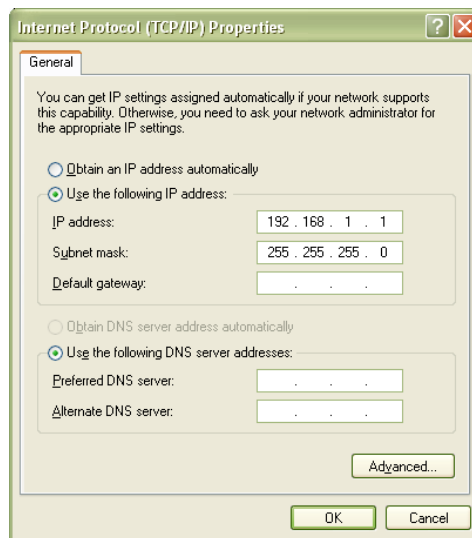 Internet Protocol (TCP/IP) Properties
General
You can get IP settings assigned automatically if your network supports
this capability. Otherwise, you need to ask your network administrator for
the appropriate IP settings.
Obtain an IP address automatically
Use the following IP address:
IP address: 192 . 168 . 1 . 1
Subnet mask: 255 . 255 . 255 . 0
Default gateway: . . .
Obtain DNS server address automatically
Use the following DNS server addresses:
Preferred DNS server: . . .
Alternate DNS server: . . .
Advanced...
OK Cancel